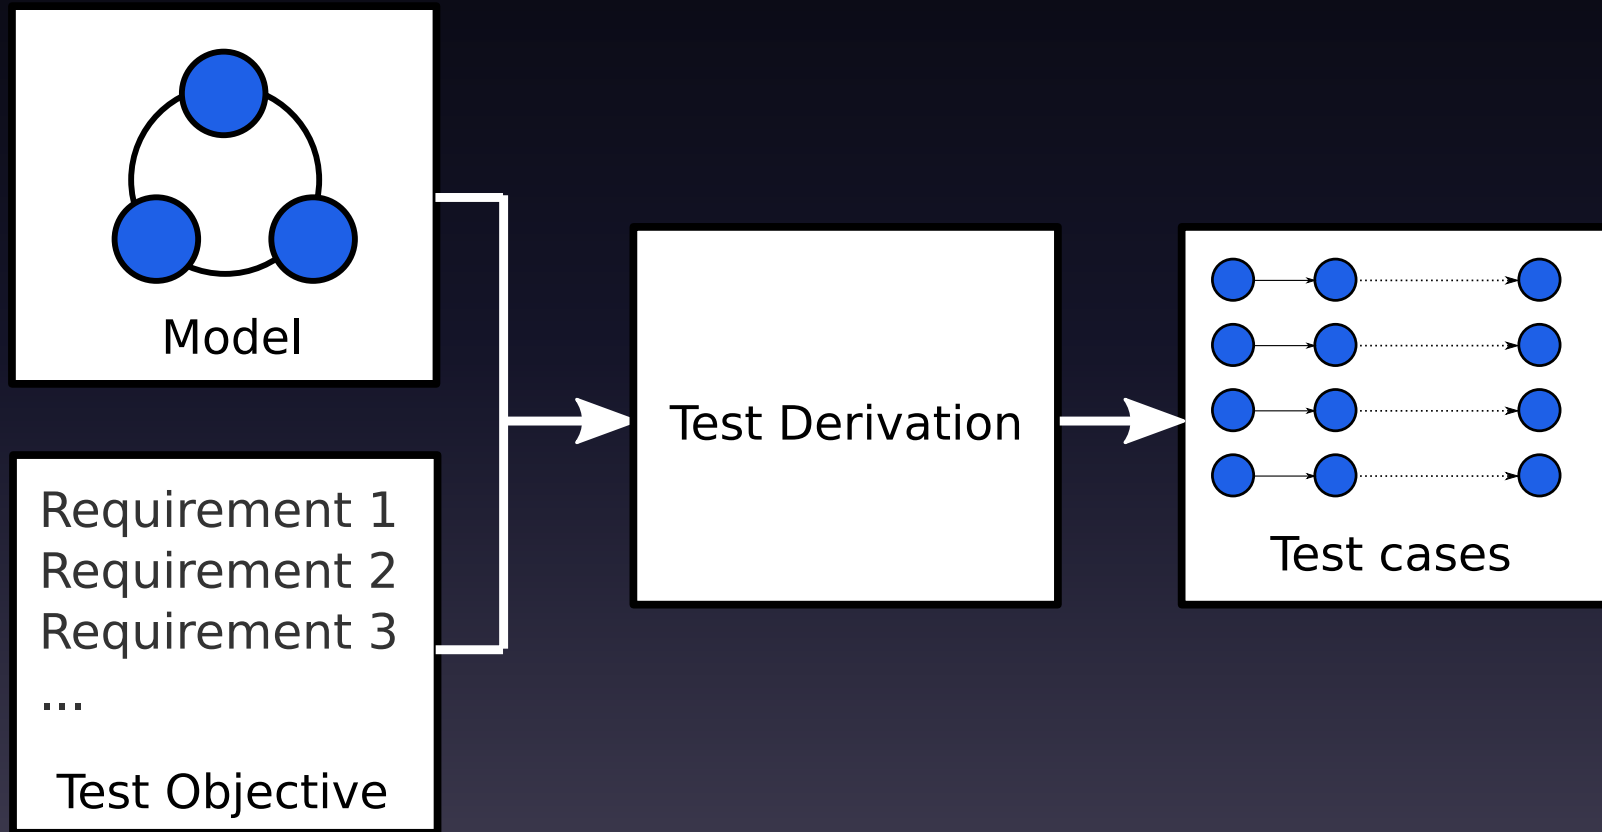 Model
Requirement 1
Requirement 2
Requirement 3
...
Test Objective
Test Derivation
Test cases